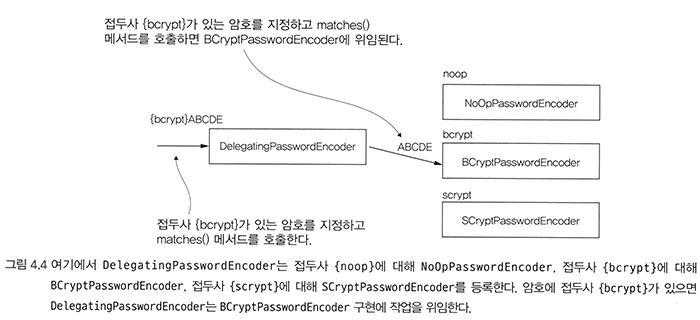 접두사 {bcrypt}가 있는 암호를 지정하고 matches()
메서드를 호출하면 BCryptPasswordEncoder에 위임된다.
noop
NoOpPasswordEncoder
{bcrypt}ABCDE
DelegatingPasswordEncoder
ABCDE
bcrypt
BCryptPasswordEncoder
scrypt
SCryptPasswordEncoder
접두사 {bcrypt}가 있는 암호를 지정하고
matches() 메서드를 호출한다.
그림 4.4 여기에서 DelegatingPasswordEncoder는 접두사 {noop}에 대해 NoOpPasswordEncoder, 접두사 {bcrypt}에 대해
BCryptPasswordEncoder, 접두사 {scrypt}에 대해 SCryptPasswordEncoder를 등록한다. 암호에 접두사 {bcrypt}가 있으면
DelegatingPasswordEncoder는 BCryptPasswordEncoder 구현에 작업을 위임한다.